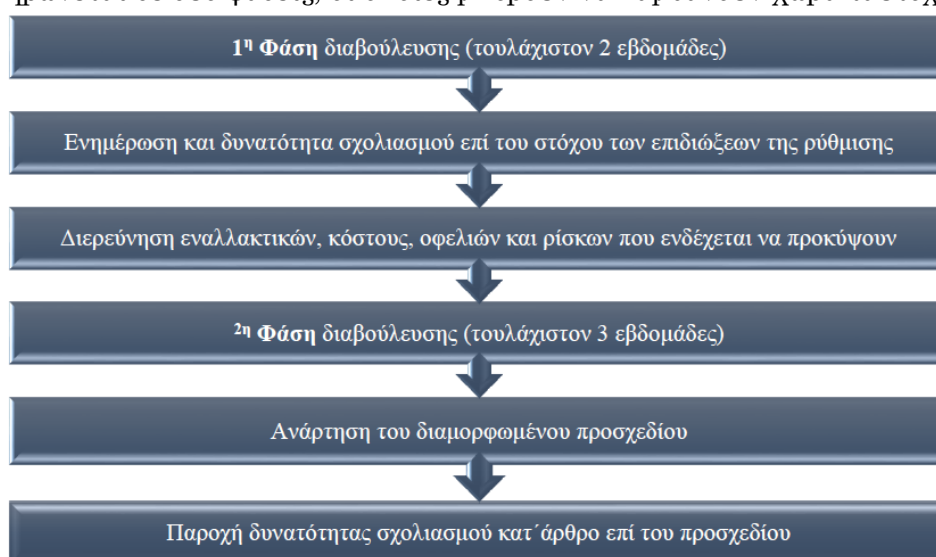 1η Φάση διαβούλευσης (τουλάχιστον 2 εβδομάδες)
Ενημέρωση και δυνατότητα σχολιασμού επί του στόχου των επιδιώξεων της ρύθμισης
Διερεύνηση εναλλακτικών, κόστους, οφελιών και ρίσκων που ενδέχεται να προκύψουν
2η Φάση διαβούλευσης (τουλάχιστον 3 εβδομάδες)
Ανάρτηση του διαμορφωμένου προσχεδίου
Παροχή δυνατότητας σχολιασμού κατ΄άρθρο επί του προσχεδίου